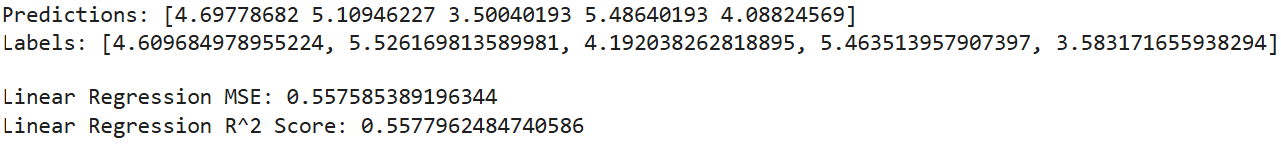 Predictions: [4.69778682 5.10946227 3.50040193 5.48640193 4.08824569]
Labels: [4.609684978955224, 5.526169813589981, 4.192038262818895, 5.463513957907397, 3.583171655938294]
Linear Regression MSE: 0.557585389196344
Linear Regression R^2 Score: 0.5577962484740586